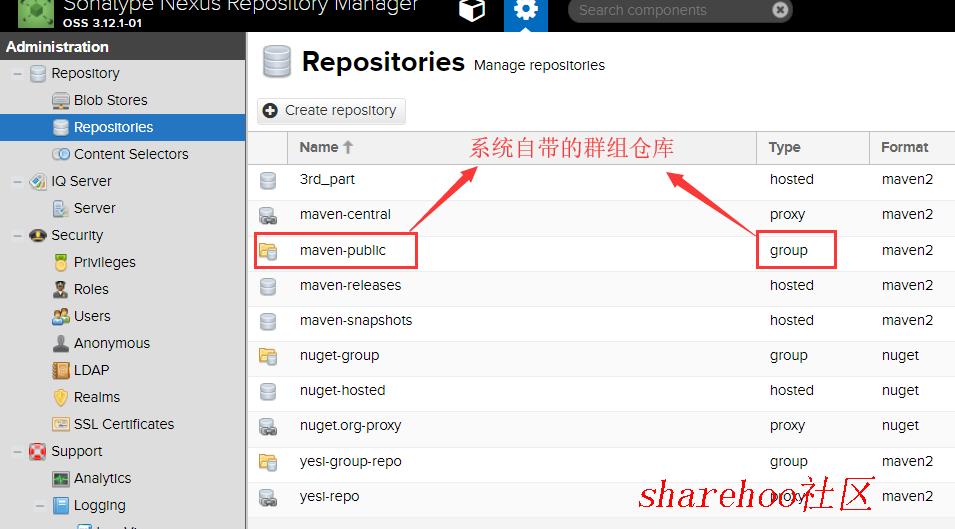 Sonatype Nexus Repository Manager
OSS 3.12.1-01
Search components
Administration
Repository
Blob Stores
Repositories
Content Selectors
IQ Server
Server
Security
Privileges
Roles
Users
Anonymous
LDAP
Realms
SSL Certificates
Support
Analytics
Logging
Repositories Manage repositories
Create repository
系统自带的群组仓库
Name Type Format
3rd_part hosted maven2
maven-central proxy maven2
maven-public group maven2
maven-releases hosted maven2
maven-snapshots hosted maven2
nuget-group group nuget
nuget-hosted hosted nuget
nuget.org-proxy proxy nuget
yesl-group-repo group maven2
yesl-repo proxy maven2
sharehoo社区